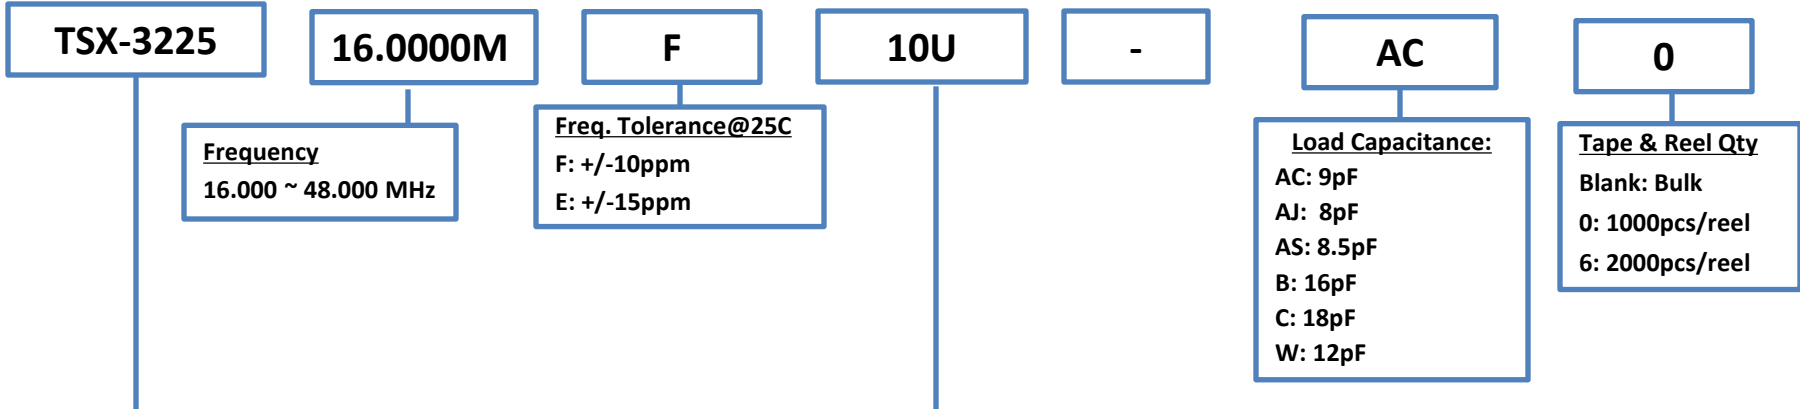 TSX-3225
16.0000M
F
10U
-
AC
0
Frequency
16.000 ~ 48.000 MHz
Freq. Tolerance@25C
F: +/-10ppm
E: +/-15ppm
Load Capacitance:
AC: 9pF
AJ: 8pF
AS: 8.5pF
B: 16pF
C: 18pF
W: 12pF
Tape & Reel Qty
Blank: Bulk
0: 1000pcs/reel
6: 2000pcs/reel